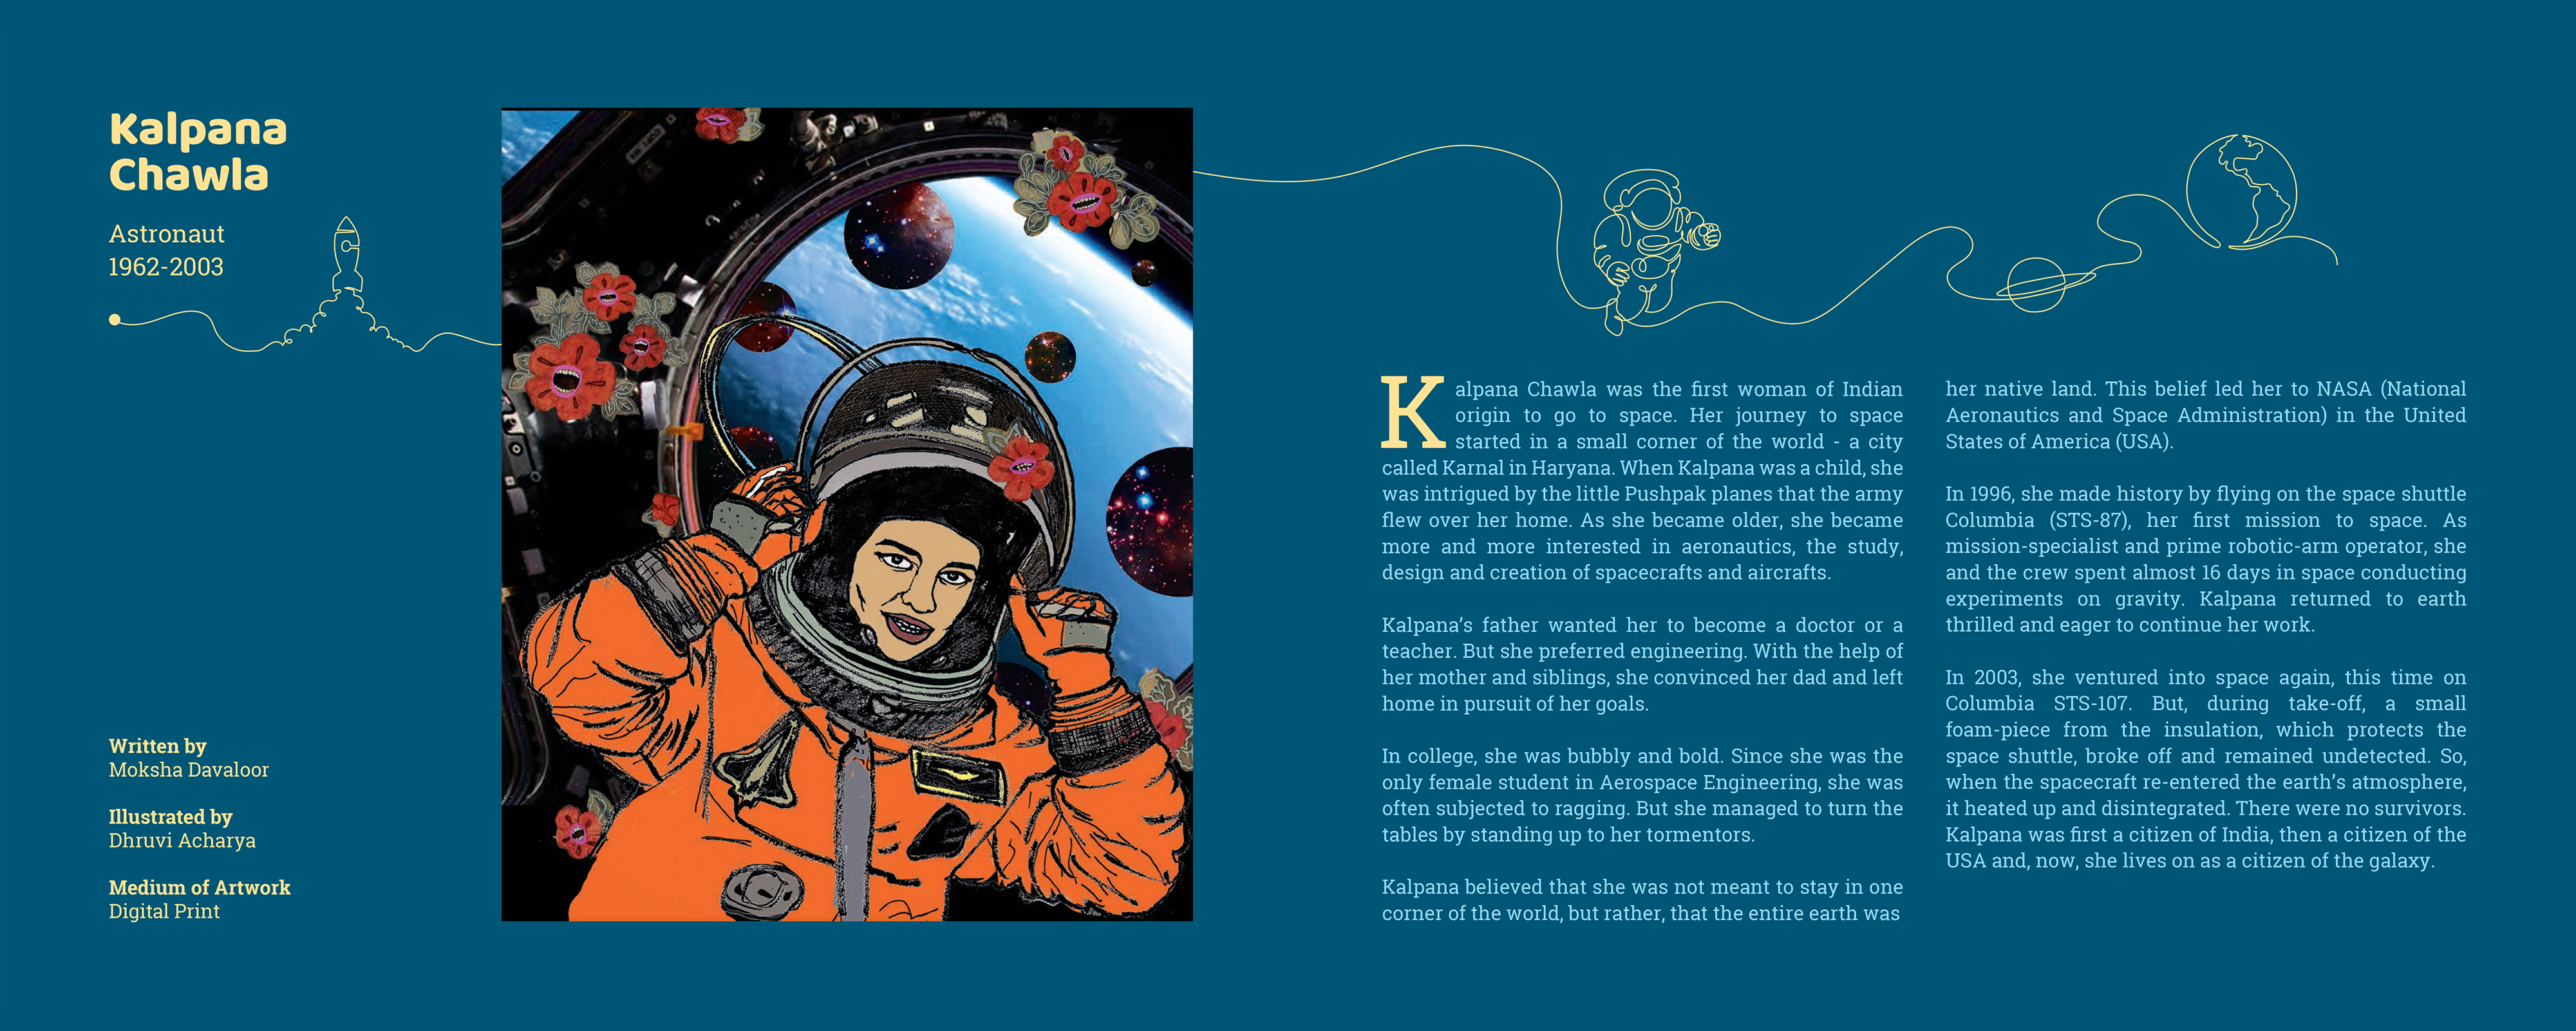 Kalpana
Chawla
Astronaut
1962-2003
Written by
Moksha Davaloor
Illustrated by
Dhruvi Acharya
Medium of Artwork
Digital Print
Kalpana Chawla was the first woman of Indian
origin to go to space. Her journey to space
started in a small corner of the world - a city
called Karnal in Haryana. When Kalpana was a child, she
was intrigued by the little Pushpak planes that the army
flew over her home. As she became older, she became
more and more interested in aeronautics, the study,
design and creation of spacecrafts and aircrafts.
Kalpana’s father wanted her to become a doctor or a
teacher. But she preferred engineering. With the help of
her mother and siblings, she convinced her dad and left
home in pursuit of her goals.
In college, she was bubbly and bold. Since she was the
only female student in Aerospace Engineering, she was
often subjected to ragging. But she managed to turn the
tables by standing up to her tormentors.
Kalpana believed that she was not meant to stay in one
corner of the world, but rather, that the entire earth was
her native land. This belief led her to NASA (National
Aeronautics and Space Administration) in the United
States of America (USA).
In 1996, she made history by flying on the space shuttle
Columbia (STS-87), her first mission to space. As
mission-specialist and prime robotic-arm operator, she
and the crew spent almost 16 days in space conducting
experiments on gravity. Kalpana returned to earth
thrilled and eager to continue her work.
In 2003, she ventured into space again, this time on
Columbia STS-107. But, during take-off, a small
foam-piece from the insulation, which protects the
space shuttle, broke off and remained undetected. So,
when the spacecraft re-entered the earth’s atmosphere,
it heated up and disintegrated. There were no survivors.
Kalpana was first a citizen of India, then a citizen of the
USA and, now, she lives on as a citizen of the galaxy.